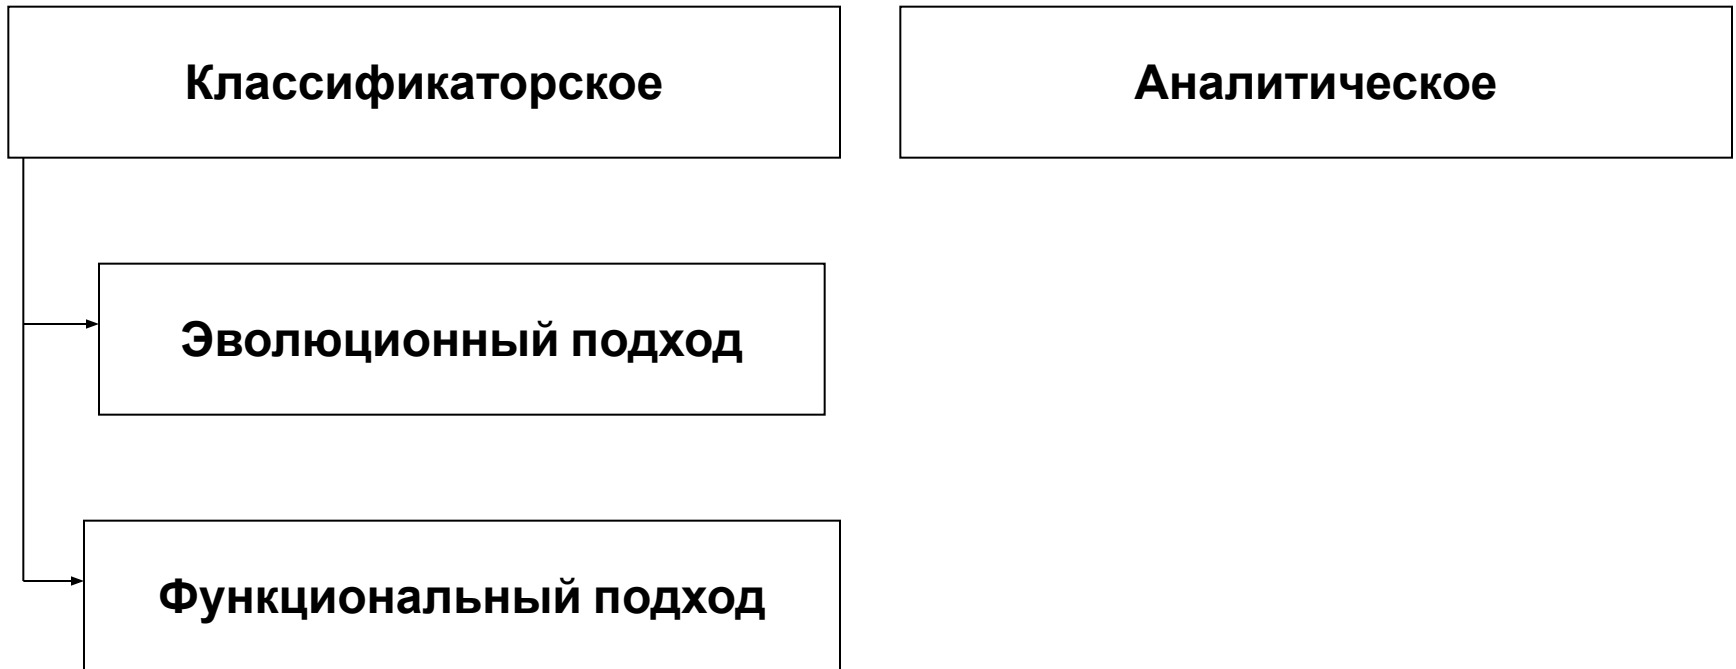 Классификаторское
Аналитическое
Эволюционный подход
Функциональный подход